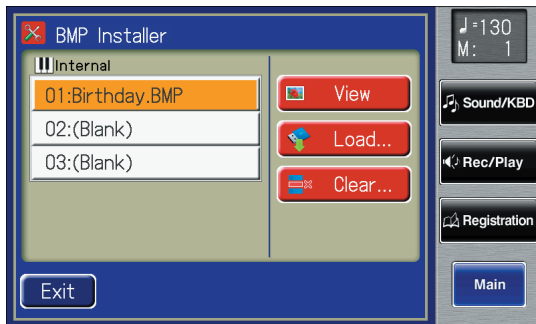 BMP Installer
Internal
01:Birthday.BMP
02:(Blank)
03:(Blank)
View
Load...
Clear...
Exit
♩=130
M: 1
Sound/KBD
Rec/Play
Registration
Main